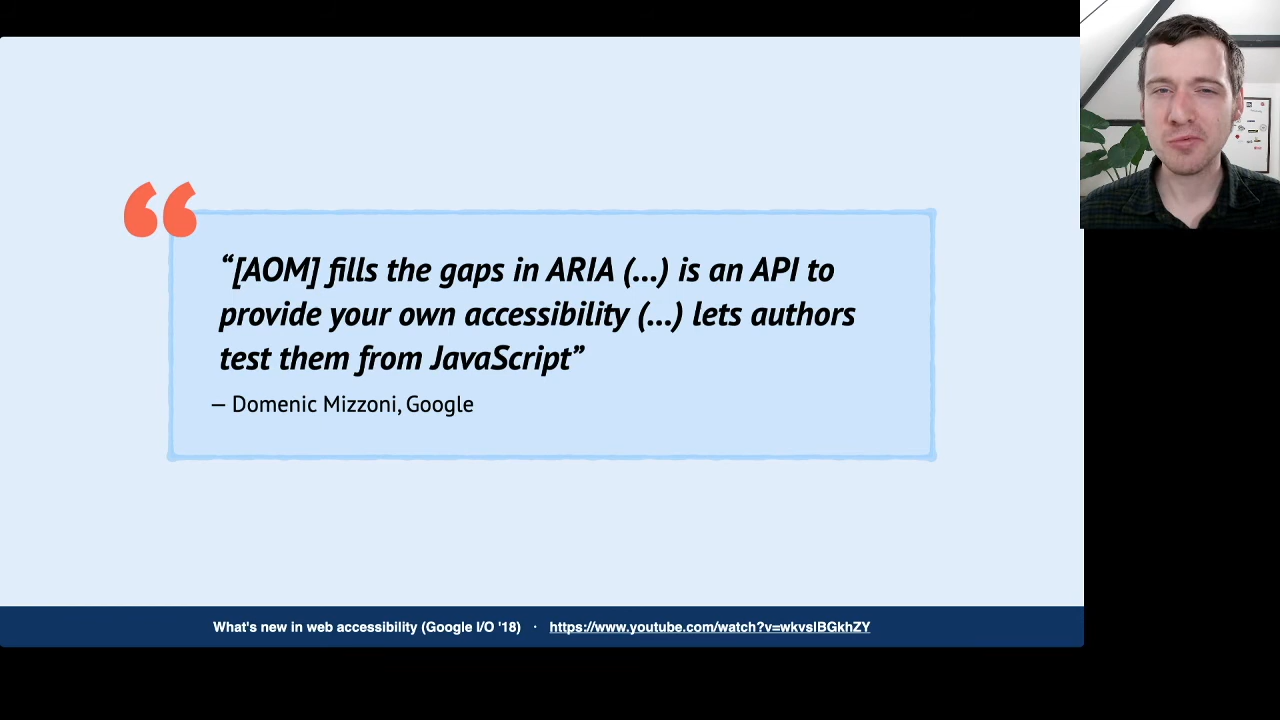 “[AOM] fills the gaps in ARIA (...) is an API to
provide your own accessibility (...) lets authors
test them from JavaScript”
– Domenic Mizzoni, Google
What's new in web accessibility (Google I/O '18) · https://www.youtube.com/watch?v=wkvslBGkhZY